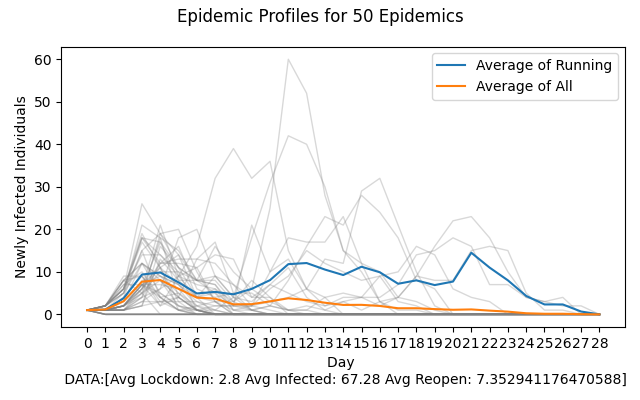 Epidemic Profiles for 50 Epidemics
60
50
40
30
20
10
0
Newly Infected Individuals
Average of Running
Average of All
0 1 2 3 4 5 6 7 8 9 10 11 12 13 14 15 16 17 18 19 20 21 22 23 24 25 26 27 28
Day
DATA:[Avg Lockdown: 2.8 Avg Infected: 67.28 Avg Reopen: 7.352941176470588]